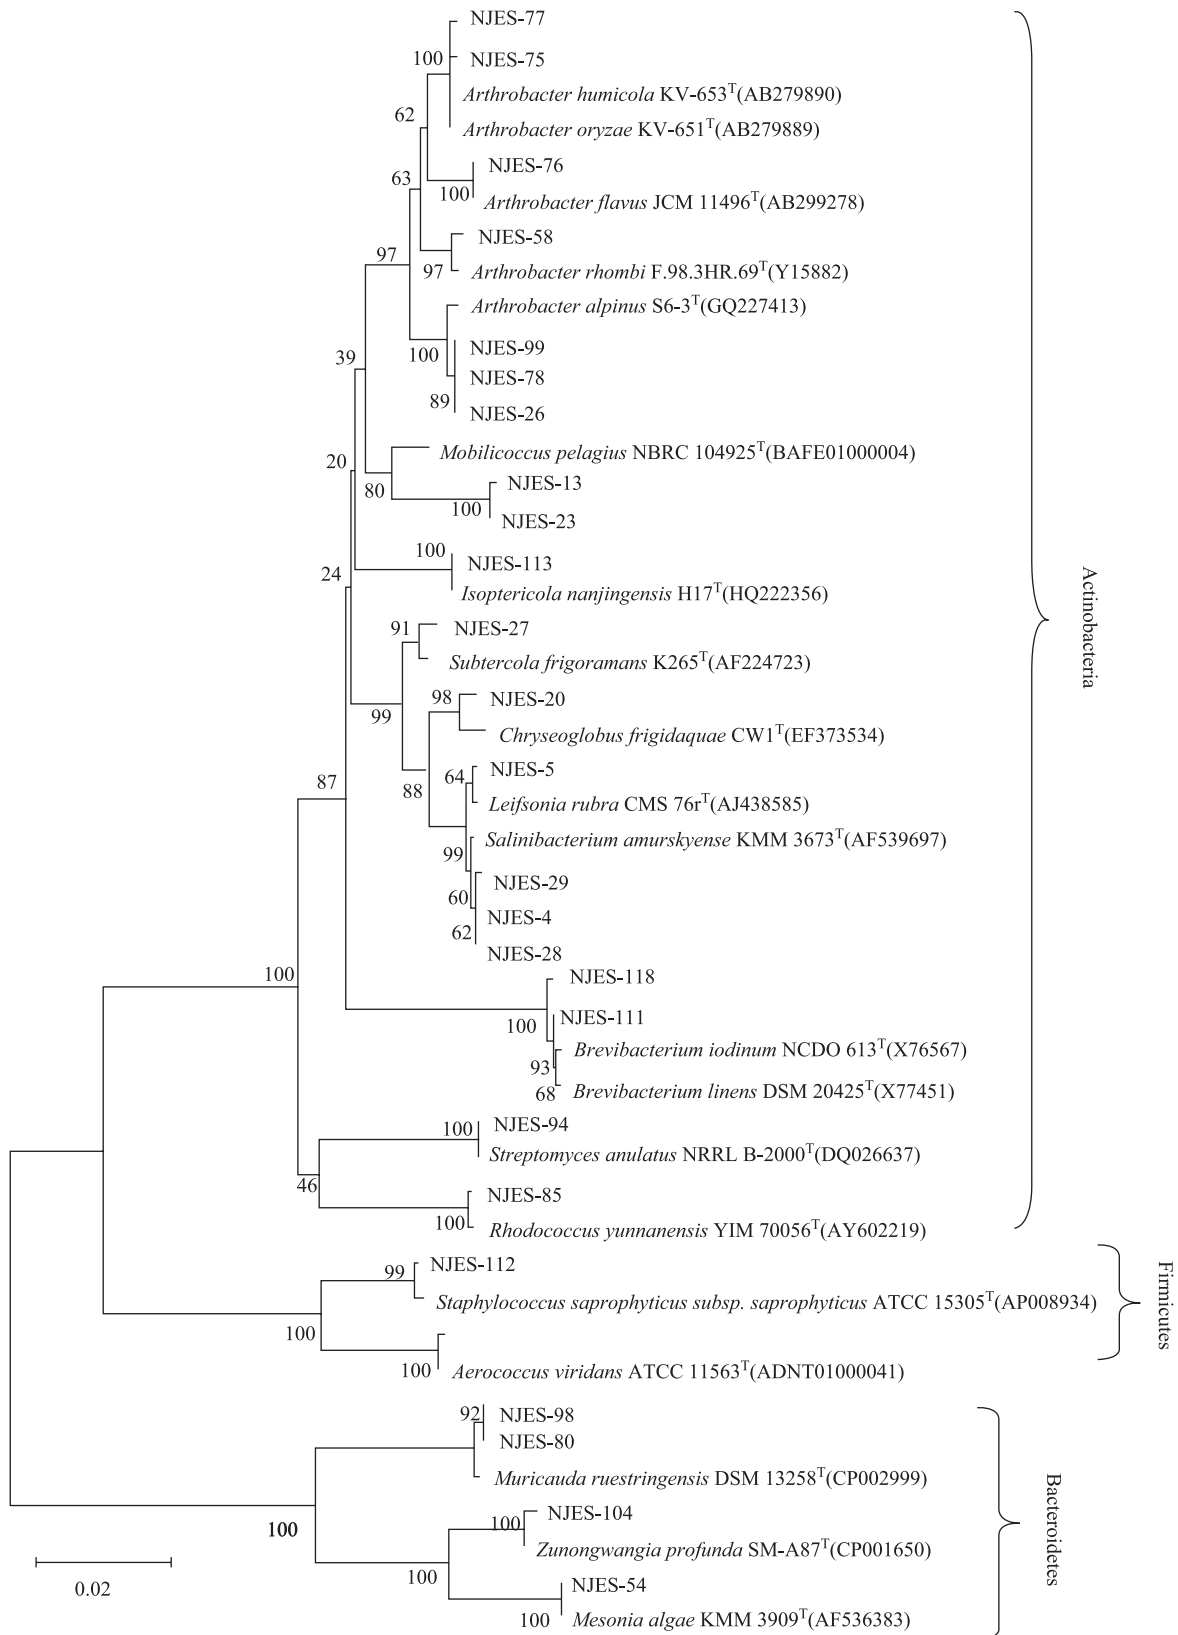 NJES-77
100
NJES-75
Arthrobacter humicola KV-653T(AB279890)
62
Arthrobacter oryzae KV-651T(AB279889)
NJES-76
63
100
Arthrobacter flavus JCM 11496T(AB299278)
NJES-58
97
97
Arthrobacter rhombi F.98.3HR.69T(Y15882)
Arthrobacter alpinus S6-3T(GQ227413)
39
100
NJES-99
NJES-78
89
NJES-26
Mobilicoccus pelagius NBRC 104925T(BAFE01000004)
20
80
NJES-13
100
NJES-23
100
NJES-113
24
Isoptericola nanjingensis H17T(HQ222356)
91
NJES-27
Subtercola frigoramans K265T(AF224723)
99
98
NJES-20
Chryseoglobus frigidaquae CW1T(EF373534)
87
88
64
NJES-5
Leifsonia rubra CMS 76rT(AJ438585)
Salinibacterium amurskyense KMM 3673T(AF539697)
99
NJES-29
60
NJES-4
62
NJES-28
100
NJES-118
100
NJES-111
Brevibacterium iodinum NCDO 613T(X76567)
93
68
Brevibacterium linens DSM 20425T(X77451)
100
NJES-94
Streptomyces anulatus NRRL B-2000T(DQ026637)
46
NJES-85
100
Rhodococcus yunnanensis YIM 70056T(AY602219)
Actinobacteria
99
NJES-112
Staphylococcus saprophyticus subsp. saprophyticus ATCC 15305T(AP008934)
100
100
Aerococcus viridans ATCC 11563T(ADNT01000041)
Firmicutes
92
NJES-98
NJES-80
Muricauda ruestringensis DSM 13258T(CP002999)
100
100
NJES-104
Zunongwangia profunda SM-A87T(CP001650)
100
NJES-54
100
Mesonia algae KMM 3909T(AF536383)
Bacteroidetes
0.02